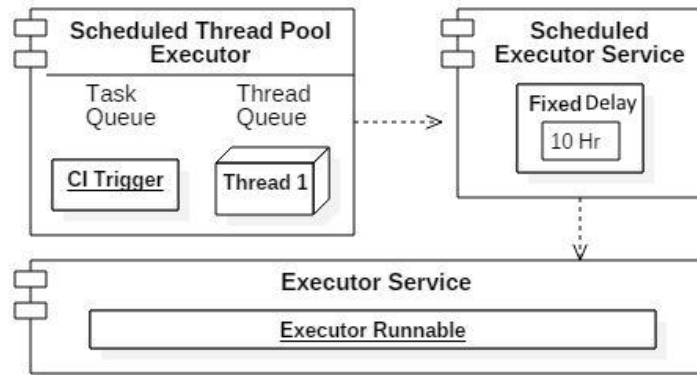 Scheduled Thread Pool
Executor
Task
Queue
Thread
Queue
CI Trigger
Thread 1
Scheduled
Executor Service
Fixed Delay
10 Hr
Executor Service
Executor Runnable